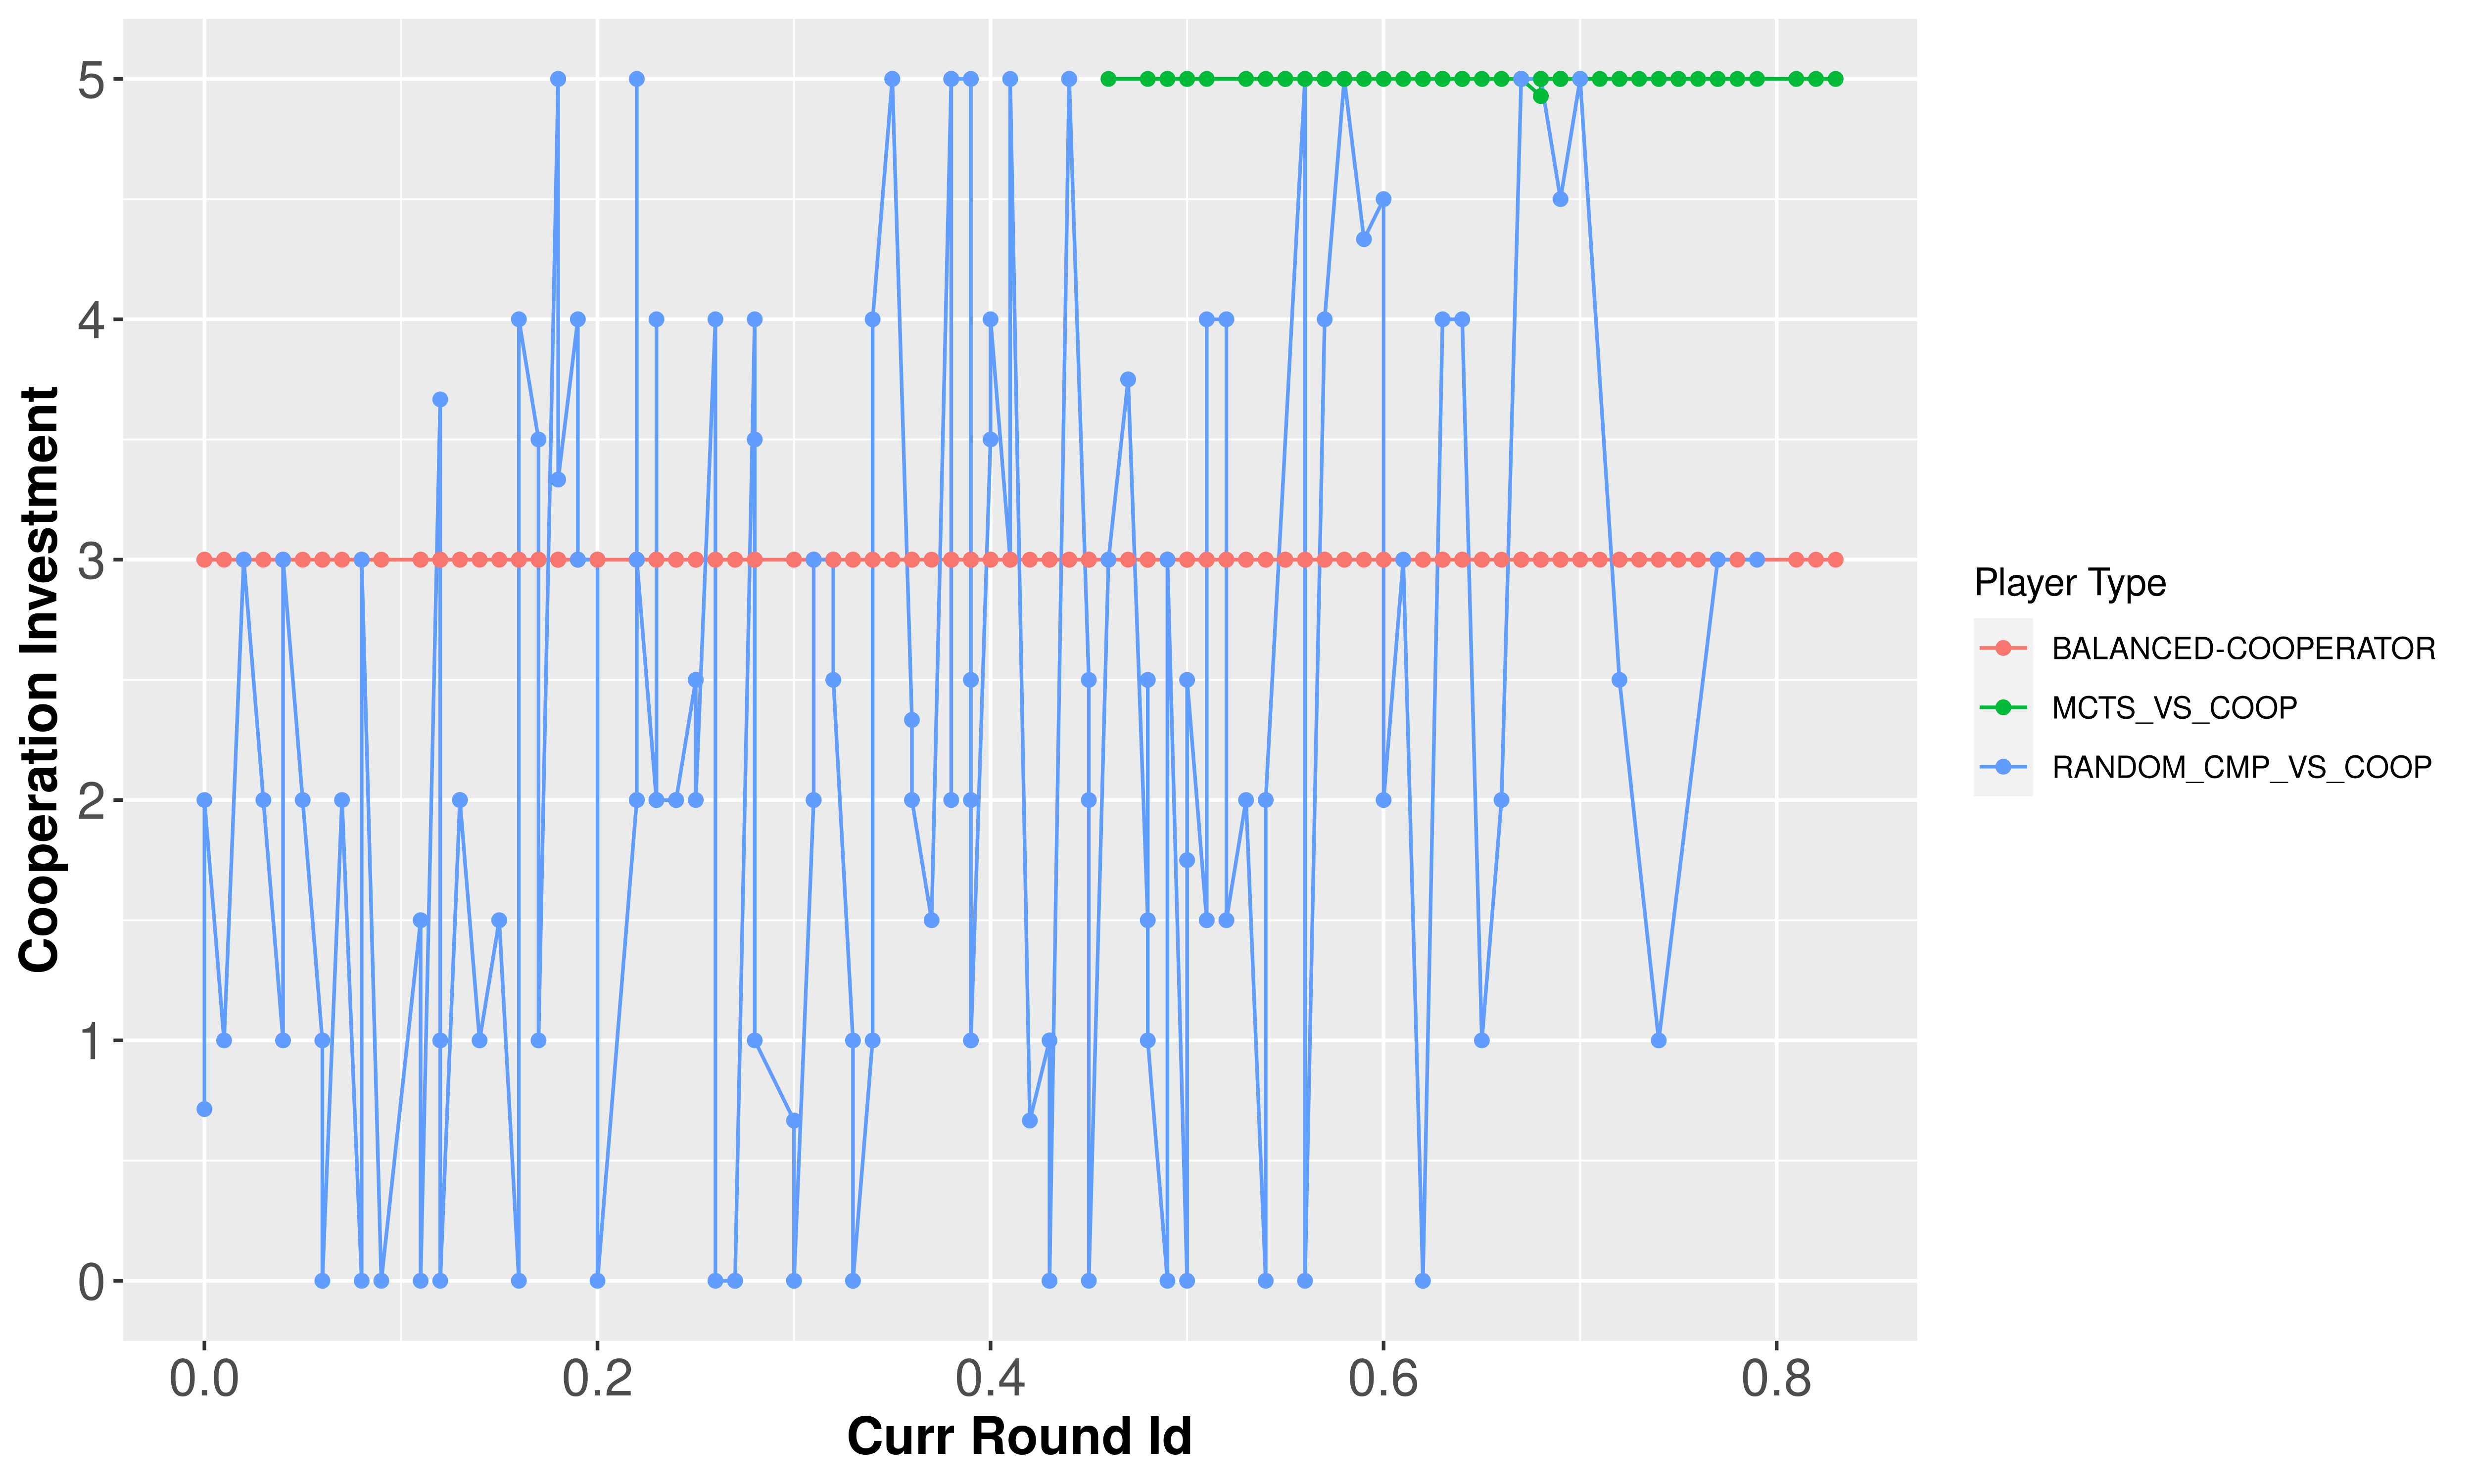 Cooperation Investment
5
4
3
2
1
0
0.0 0.2 0.4 0.6 0.8
Curr Round Id
Player Type
BALANCED-COOPERATOR
MCTS_VS_COOP
RANDOM_CMP_VS_COOP